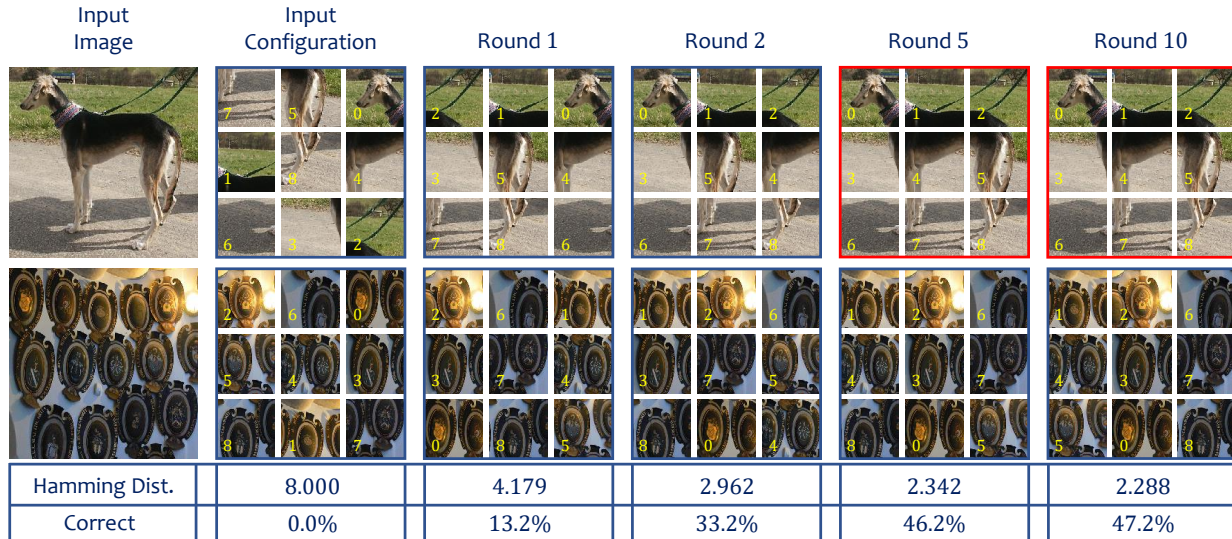 Input Image
Input Configuration
Round 1
Round 2
Round 5
Round 10
7 5 0 2 1 0 0 1 2 0 1 2 0 1 2
1 8 4 3 5 4 3 5 4 3 4 5 3 4 5
6 3 2 7 8 6 6 7 8 6 7 8 6 7 8
2 6 0 2 6 1 1 2 6 1 2 6 1 2 6
5 4 3 3 7 4 3 7 5 4 3 7 4 3 7
8 1 7 0 8 5 8 0 4 8 0 5 5 0 8
Hamming Dist. 8.000 4.179 2.962 2.342 2.288
Correct 0.0% 13.2% 33.2% 46.2% 47.2%